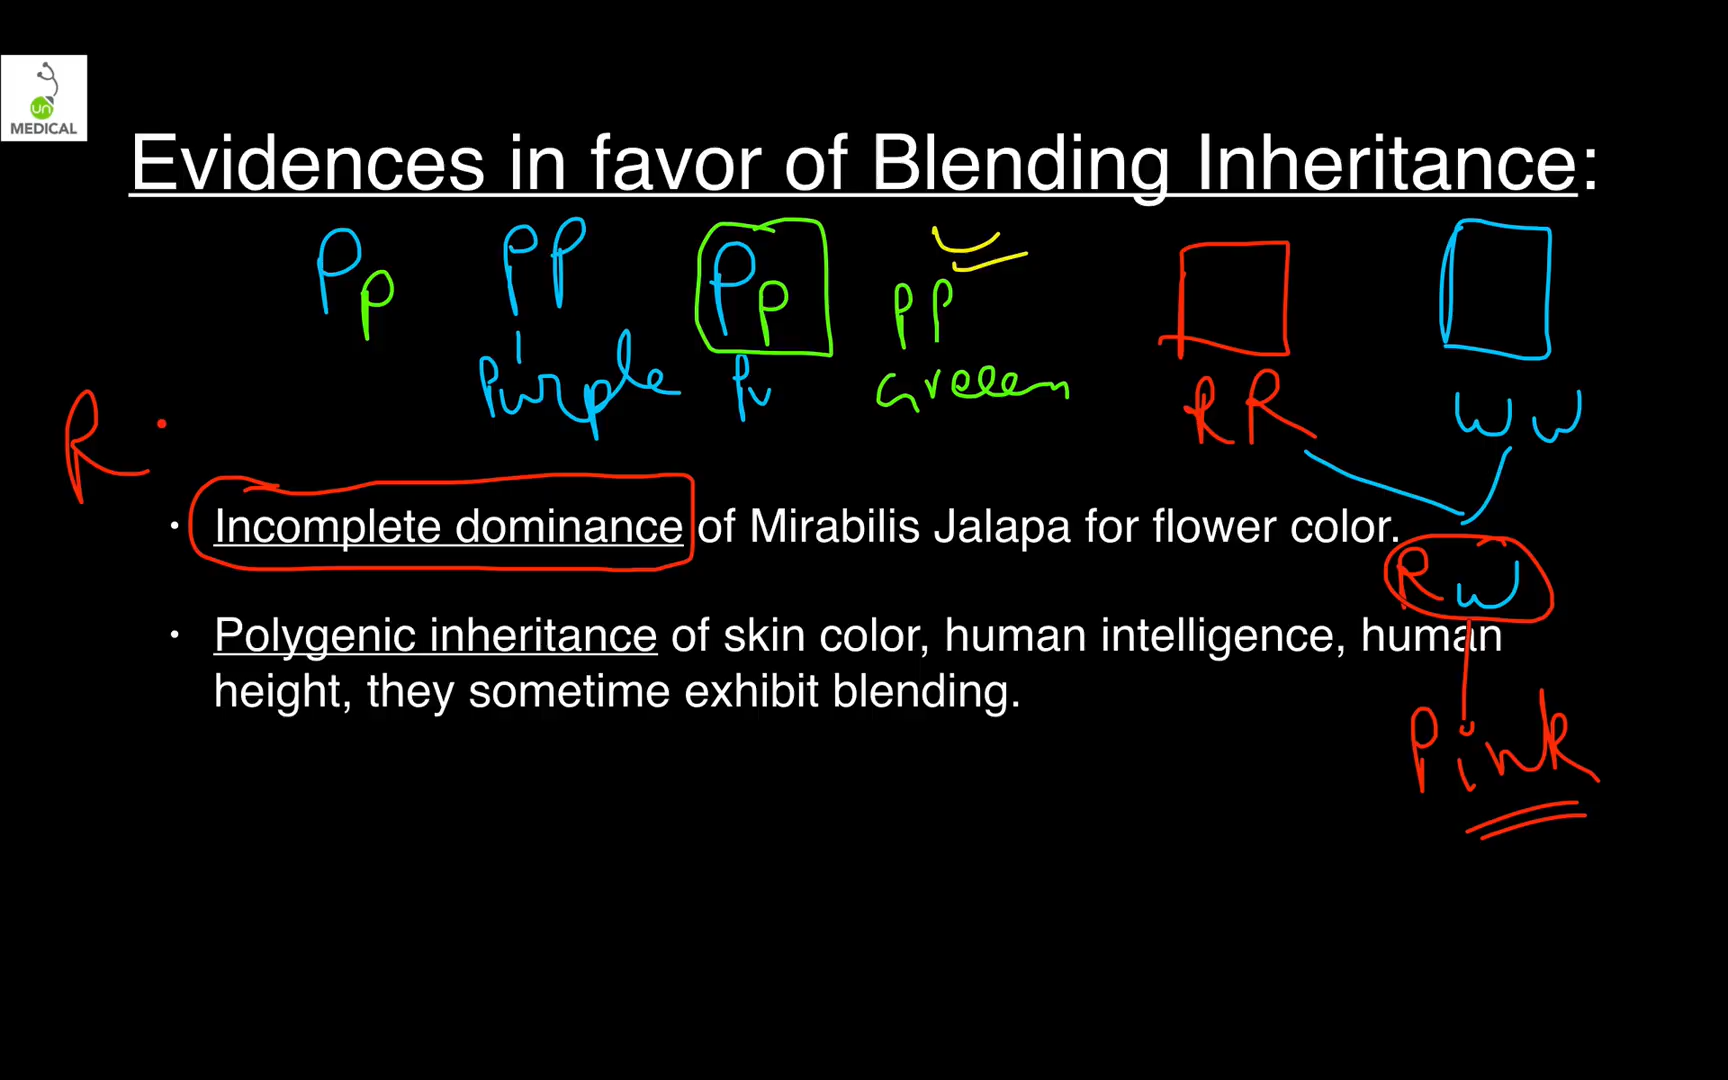 un
MEDICAL
Evidences in favor of Blending Inheritance:
Pp PP Pp pp
Purple Pu Green RR WW
R
• Incomplete dominance of Mirabilis Jalapa for flower color.
RW
• Polygenic inheritance of skin color, human intelligence, human
height, they sometime exhibit blending.
Pink